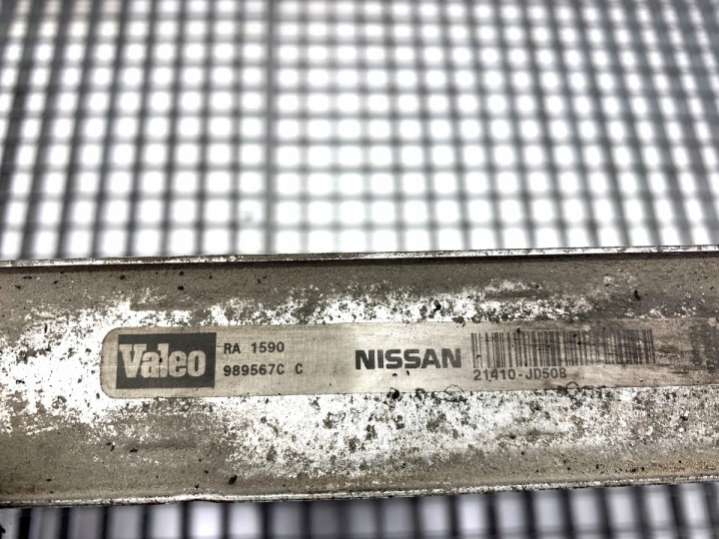 Valeo
RA 1590
989567C C
NISSAN
21410-JD50B